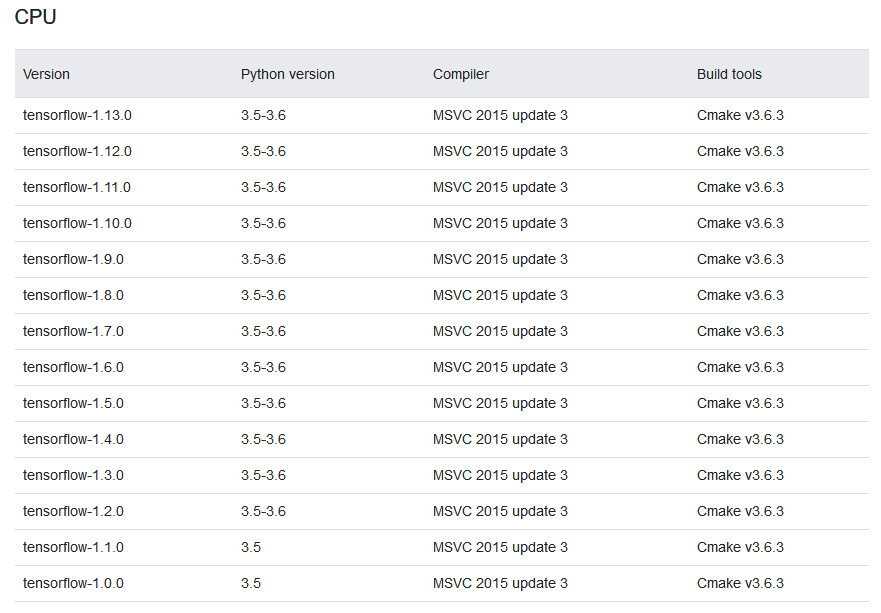 CPU
Version Python version Compiler Build tools
tensorflow-1.13.0 3.5-3.6 MSVC 2015 update 3 Cmake v3.6.3
tensorflow-1.12.0 3.5-3.6 MSVC 2015 update 3 Cmake v3.6.3
tensorflow-1.11.0 3.5-3.6 MSVC 2015 update 3 Cmake v3.6.3
tensorflow-1.10.0 3.5-3.6 MSVC 2015 update 3 Cmake v3.6.3
tensorflow-1.9.0 3.5-3.6 MSVC 2015 update 3 Cmake v3.6.3
tensorflow-1.8.0 3.5-3.6 MSVC 2015 update 3 Cmake v3.6.3
tensorflow-1.7.0 3.5-3.6 MSVC 2015 update 3 Cmake v3.6.3
tensorflow-1.6.0 3.5-3.6 MSVC 2015 update 3 Cmake v3.6.3
tensorflow-1.5.0 3.5-3.6 MSVC 2015 update 3 Cmake v3.6.3
tensorflow-1.4.0 3.5-3.6 MSVC 2015 update 3 Cmake v3.6.3
tensorflow-1.3.0 3.5-3.6 MSVC 2015 update 3 Cmake v3.6.3
tensorflow-1.2.0 3.5-3.6 MSVC 2015 update 3 Cmake v3.6.3
tensorflow-1.1.0 3.5 MSVC 2015 update 3 Cmake v3.6.3
tensorflow-1.0.0 3.5 MSVC 2015 update 3 Cmake v3.6.3